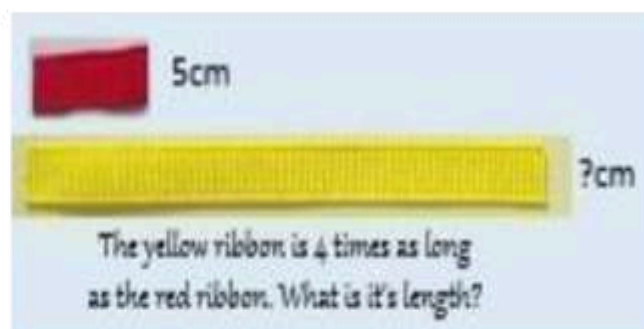 5cm
?cm
The yellow ribbon is 4 times as long
as the red ribbon. What is it's length?